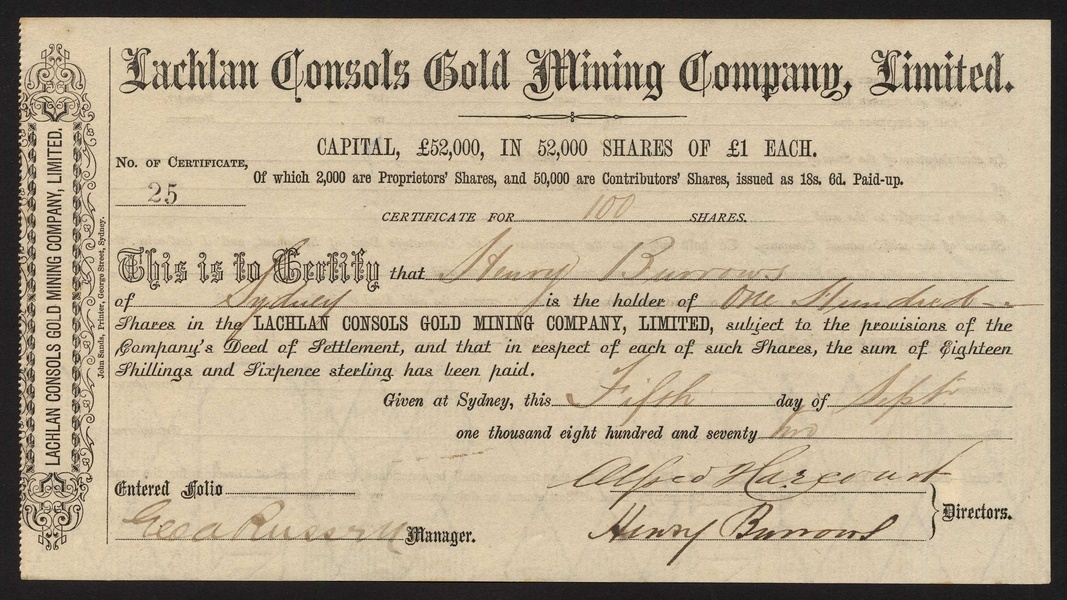 Lachlan Consols Gold Mining Company, Limited.
CAPITAL, £52,000, IN 52,000 SHARES OF £1 EACH.
No. of Certificate,
25
Of which 2,000 are Proprietors' Shares, and 50,000 are Contributors' Shares, issued as 18s. 6d. Paid-up.
CERTIFICATE FOR 100 SHARES.
This is to Certify that Henry Burrows
of Sydney is the holder of One Hundred
Shares in the LACHLAN CONSOLS GOLD MINING COMPANY, LIMITED, subject to the provisions of the
Company's Deed of Settlement, and that in respect of each of such Shares, the sum of Eighteen
Shillings and Sixpence sterling has been paid.
Given at Sydney, this Fifth day of Sept
one thousand eight hundred and seventy two
Alfred Harcourt
Entered Folio
Henry Burrows
Directors.
Manager.
LACHLAN CONSOLS GOLD MINING COMPANY, LIMITED.
John Sands, Printer, George Street, Sydney.